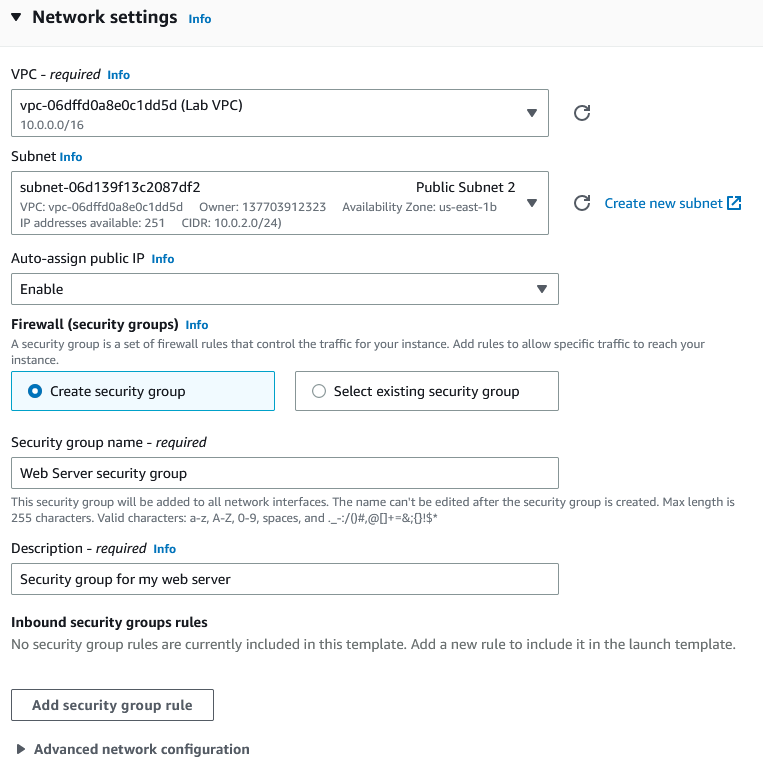 Network settings Info
VPC - required Info
vpc-06dffd0a8e0c1dd5d (Lab VPC)
10.0.0.0/16
Subnet Info
subnet-06d139f13c2087df2 Public Subnet 2
VPC: vpc-06dffd0a8e0c1dd5d Owner: 137703912323 Availability Zone: us-east-1b
IP addresses available: 251 CIDR: 10.0.2.0/24)
Create new subnet
Auto-assign public IP Info
Enable
Firewall (security groups) Info
A security group is a set of firewall rules that control the traffic for your instance. Add rules to allow specific traffic to reach your
instance.
Create security group Select existing security group
Security group name - required
Web Server security group
This security group will be added to all network interfaces. The name can't be edited after the security group is created. Max length is
255 characters. Valid characters: a-z, A-Z, 0-9, spaces, and ._-:/()#,@[]+=&;{}!$*
Description - required Info
Security group for my web server
Inbound security groups rules
No security group rules are currently included in this template. Add a new rule to include it in the launch template.
Add security group rule
Advanced network configuration